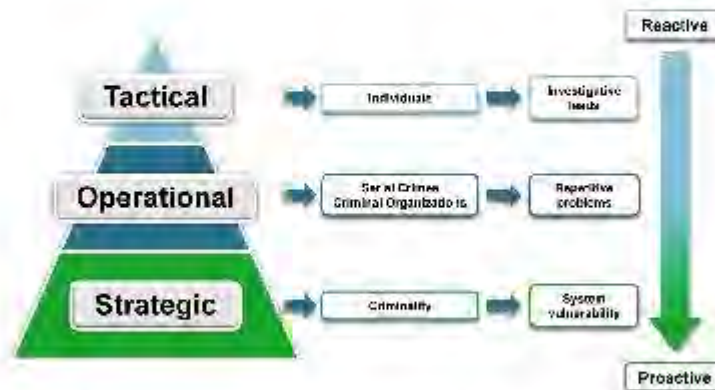 Reactive
Tactical
Individuals
Investigative
leads
Operational
Serial Crimes
Criminal Organizations
Repetitive
problems
Strategic
Criminality
System
vulnerability
Proactive